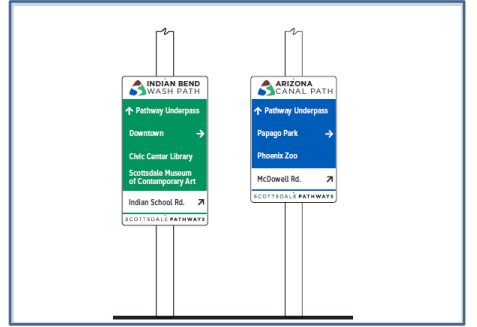 INDIAN BEND
WASH PATH
Pathway Underpass
Downtown
Civic Center Library
Scottsdale Museum
of Contemporary Art
Indian School Rd.
SCOTTSDALE PATHWAYS
ARIZONA
CANAL PATH
Pathway Underpass
Papago Park
Phoenix Zoo
McDowell Rd.
SCOTTSDALE PATHWAYS